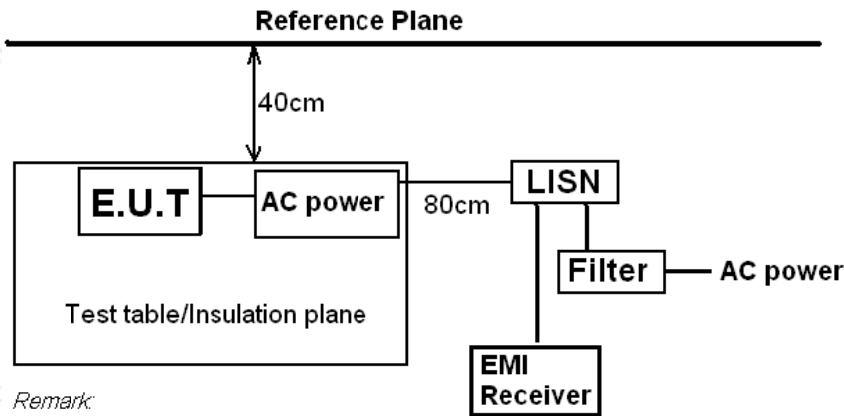 Reference Plane
40cm
E.U.T
AC power
80cm
LISN
Filter
AC power
Test table/Insulation plane
EMI
Receiver
Remark: